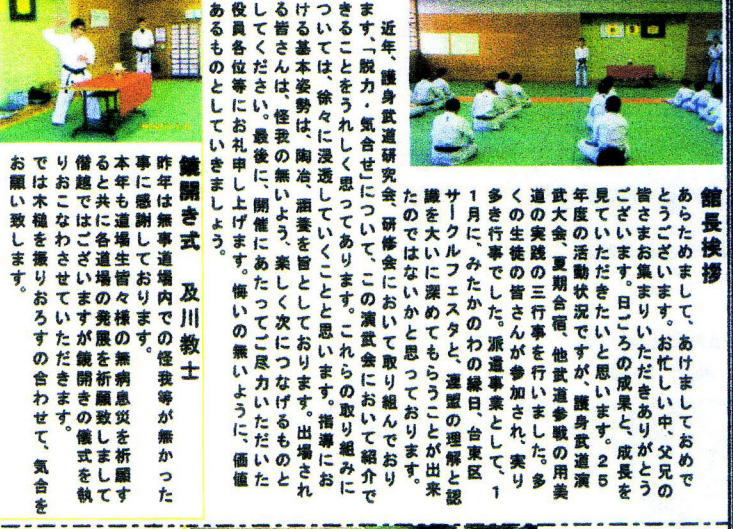 館長挨拶
あらためまして、あけましておめで
とうございます。お忙しい中、父兄の
皆さまお集まりいただきありがとう
ございます。日ごろの成果と、成長を
見ていただきたいと思います。25
年度の活動状況ですが、護身武道演
武大会、夏期合宿、他武道参戦の用美
道の実践の三行事を行いました。多
くの生徒の皆さんが参加され、実り
多き行事でした。派遣事業として、1
1月に、みたかのわの縁日、台東区
サークルフェスタと、連盟の理解と認
識を大いに深めてもらうことが出来
たのではないかと思っております。
近年、護身武道研究会、研修会において取り組んでおり
ます、「脱力・気合せ」について、この演武会において紹介で
きることをうれしく思ってあります。これらの取り組みに
ついては、徐々に浸透していくことと思います。指導にお
ける基本姿勢は、陶冶、涵養を旨としております。出場され
る皆さんは、怪我の無いよう、楽しく次につなげるものと
してください。最後に、開催にあたってご尽力いただいた
役員各位等にお礼申し上げます。悔いの無いように、価値
あるものとしていきましょう。
鏡開き式 及川教士
昨年は無事道場内での怪我等が無かった
事に感謝しております。
本年も道場生皆々様の無病息災を祈願す
ると共に各道場の発展を祈願致しまして
僭越ではございますが鏡開きの儀式を執
りおこなわさせていただきます。
では木槌を振りおろすの合わせて、気合を
お願い致します。